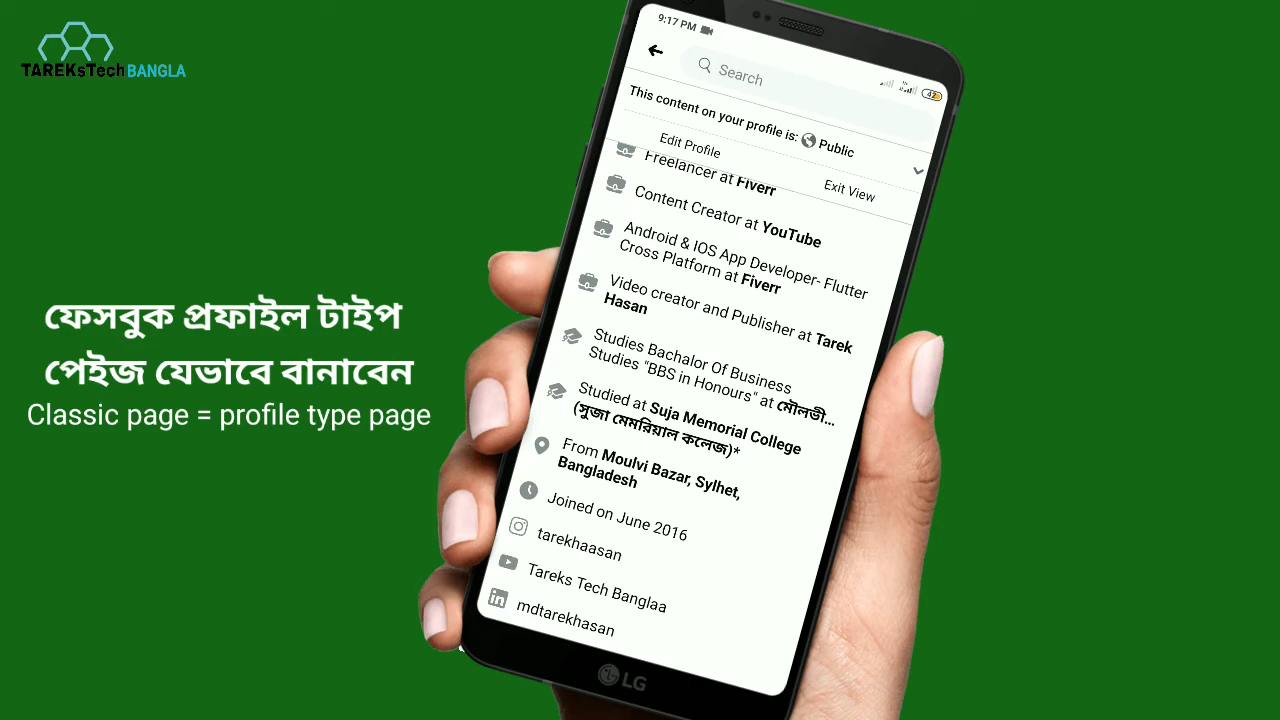 TAREKsTech BANGLA
ফেসবুক প্রফাইল টাইপ
পেইজ যেভাবে বানাবেন
Classic page = profile type page
9:17 PM
42
Search
This content on your profile is: Public
Edit Profile
Exit View
Freelancer at Fiverr
Content Creator at YouTube
Android & IOS App Developer- Flutter
Cross Platform at Fiverr
Video creator and Publisher at Tarek
Hasan
Studies Bachalor Of Business
Studies "BBS in Honours" at মৌলভী...
Studied at Suja Memorial College
(সুজা মেমরিয়াল কলেজ)*
From Moulvi Bazar, Sylhet,
Bangladesh
Joined on June 2016
tarekhaasan
Tareks Tech Banglaa
mdtarekhasan
LG